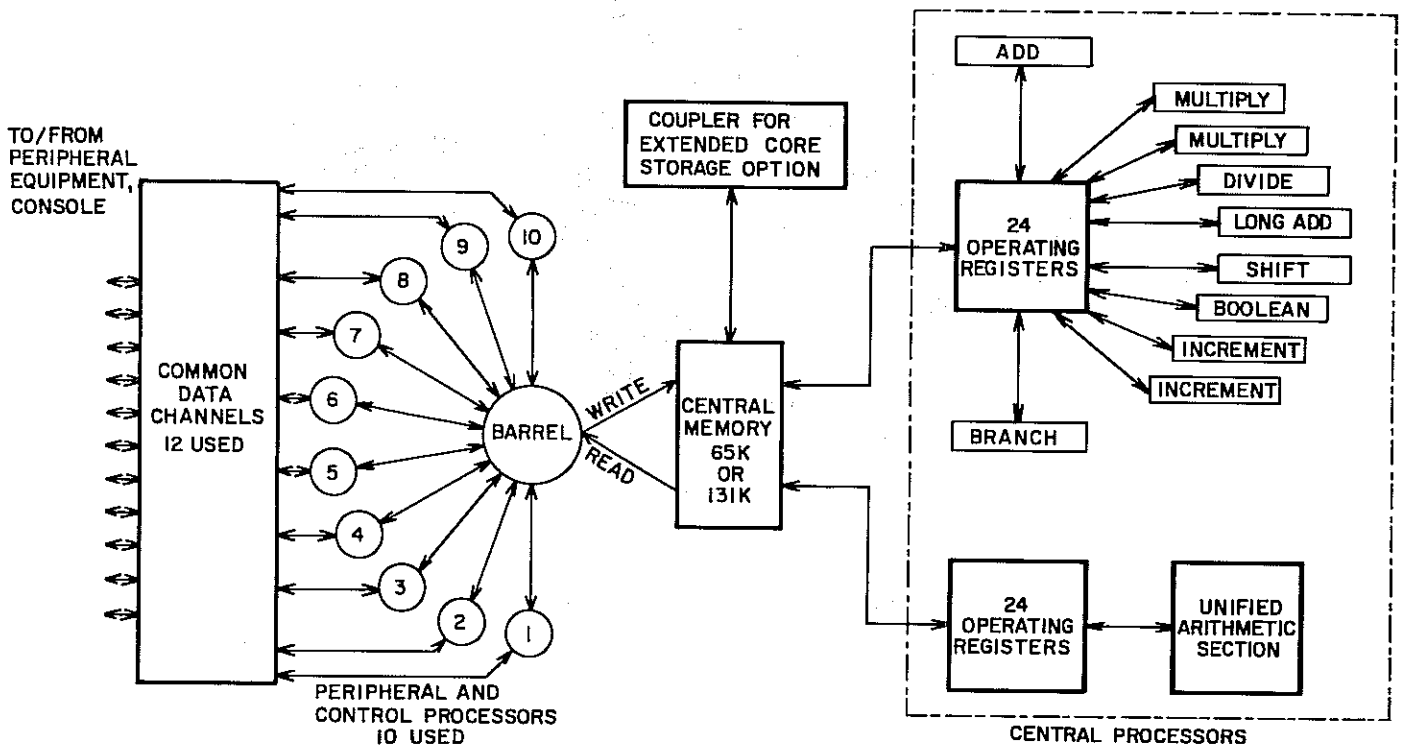 TO/FROM
PERIPHERAL
EQUIPMENT,
CONSOLE
COMMON
DATA
CHANNELS
12 USED
10
9
8
7
6
5
4
3
2
1
BARREL
PERIPHERAL AND
CONTROL PROCESSORS
10 USED
WRITE
READ
COUPLER FOR
EXTENDED CORE
STORAGE OPTION
CENTRAL
MEMORY
65K
OR
131K
ADD
MULTIPLY
MULTIPLY
DIVIDE
LONG ADD
SHIFT
BOOLEAN
INCREMENT
INCREMENT
BRANCH
24
OPERATING
REGISTERS
24
OPERATING
REGISTERS
UNIFIED
ARITHMETIC
SECTION
CENTRAL PROCESSORS